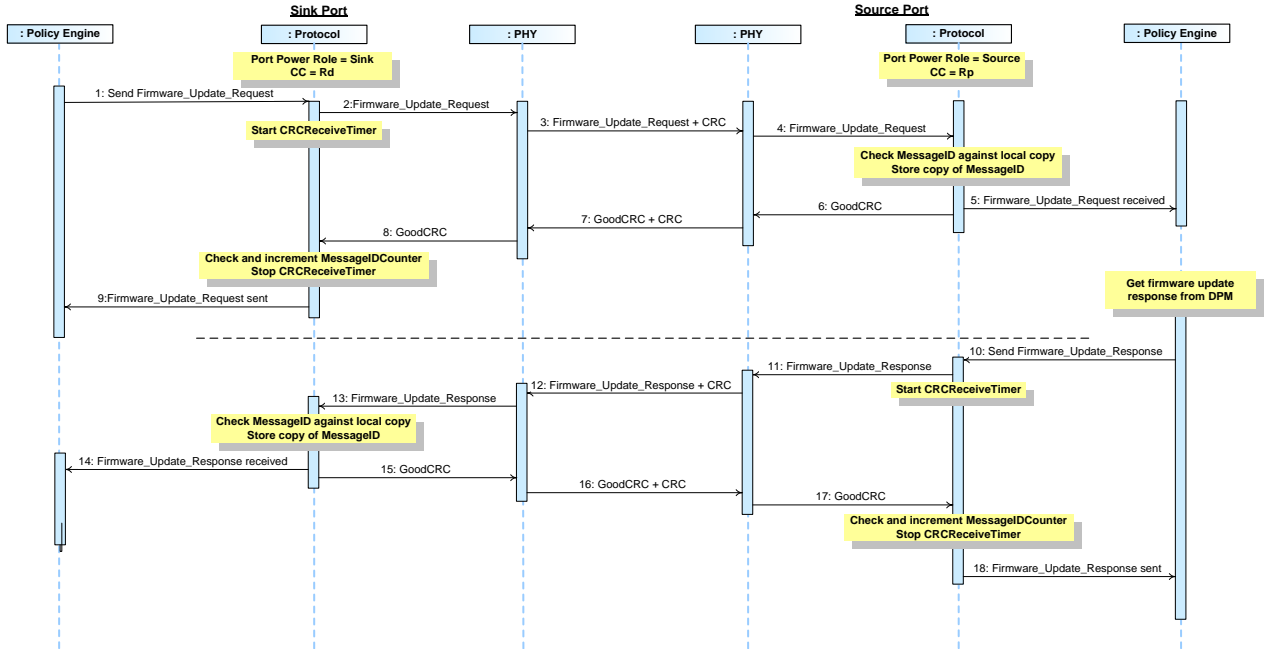 Sink Port
Source Port
: Policy Engine
: Protocol
: PHY
: PHY
: Protocol
: Policy Engine
Port Power Role = Sink
CC = Rd
Port Power Role = Source
CC = Rp
1: Send Firmware_Update_Request
2:Firmware_Update_Request
Start CRCReceiveTimer
3: Firmware_Update_Request + CRC
4: Firmware_Update_Request
Check MessageID against local copy
Store copy of MessageID
5: Firmware_Update_Request received
6: GoodCRC
7: GoodCRC + CRC
8: GoodCRC
Check and increment MessageIDCounter
Stop CRCReceiveTimer
9:Firmware_Update_Request sent
Get firmware update
response from DPM
10: Send Firmware_Update_Response
11: Firmware_Update_Response
Start CRCReceiveTimer
12: Firmware_Update_Response + CRC
13: Firmware_Update_Response
Check MessageID against local copy
Store copy of MessageID
14: Firmware_Update_Response received
15: GoodCRC
16: GoodCRC + CRC
17: GoodCRC
Check and increment MessageIDCounter
Stop CRCReceiveTimer
18: Firmware_Update_Response sent